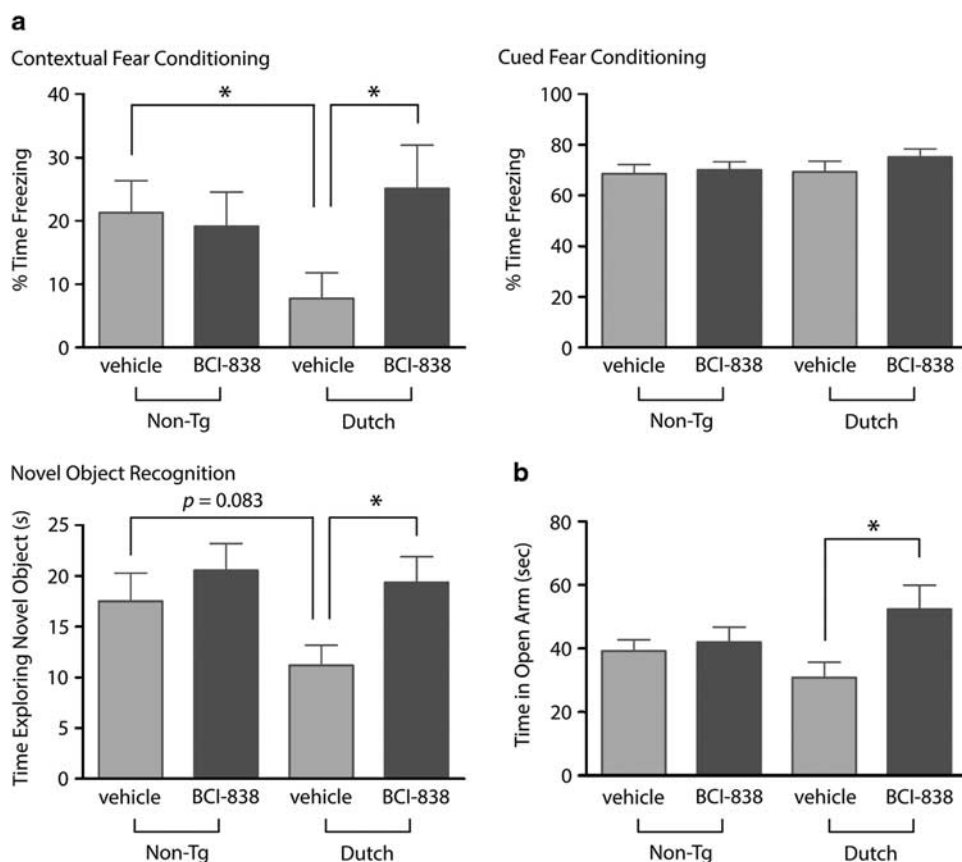 a
Contextual Fear Conditioning
% Time Freezing
40
30
20
10
0
*
*
vehicle BCI-838 vehicle BCI-838
Non-Tg Dutch
Cued Fear Conditioning
% Time Freezing
100
80
60
40
20
0
vehicle BCI-838 vehicle BCI-838
Non-Tg Dutch
Novel Object Recognition
Time Exploring Novel Object (s)
25
20
15
10
5
0
p = 0.083
*
vehicle BCI-838 vehicle BCI-838
Non-Tg Dutch
b
Time in Open Arm (sec)
80
60
40
20
0
*
vehicle BCI-838 vehicle BCI-838
Non-Tg Dutch